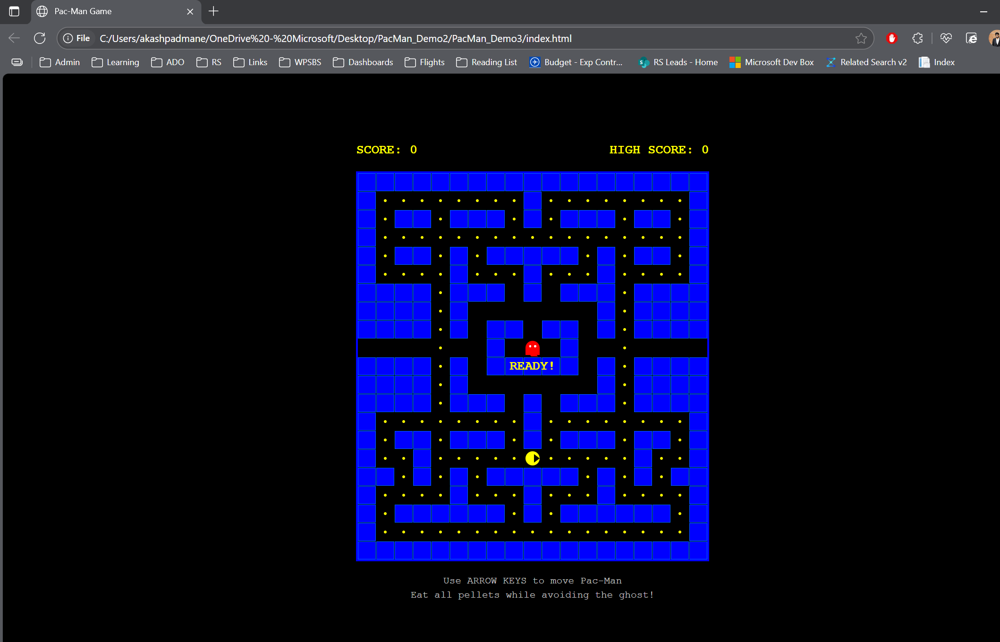 Pac-Man Game
File C:/Users/akashpadmane/OneDrive%20-%20Microsoft/Desktop/PacMan_Demo2/PacMan_Demo3/index.html
Admin Learning ADO RS Links WPSBS Dashboards Flights Reading List Budget - Exp Contr... RS Leads - Home Microsoft Dev Box Related Search v2 Index
SCORE: 0 HIGH SCORE: 0
READY!
Use ARROW KEYS to move Pac-Man
Eat all pellets while avoiding the ghost!